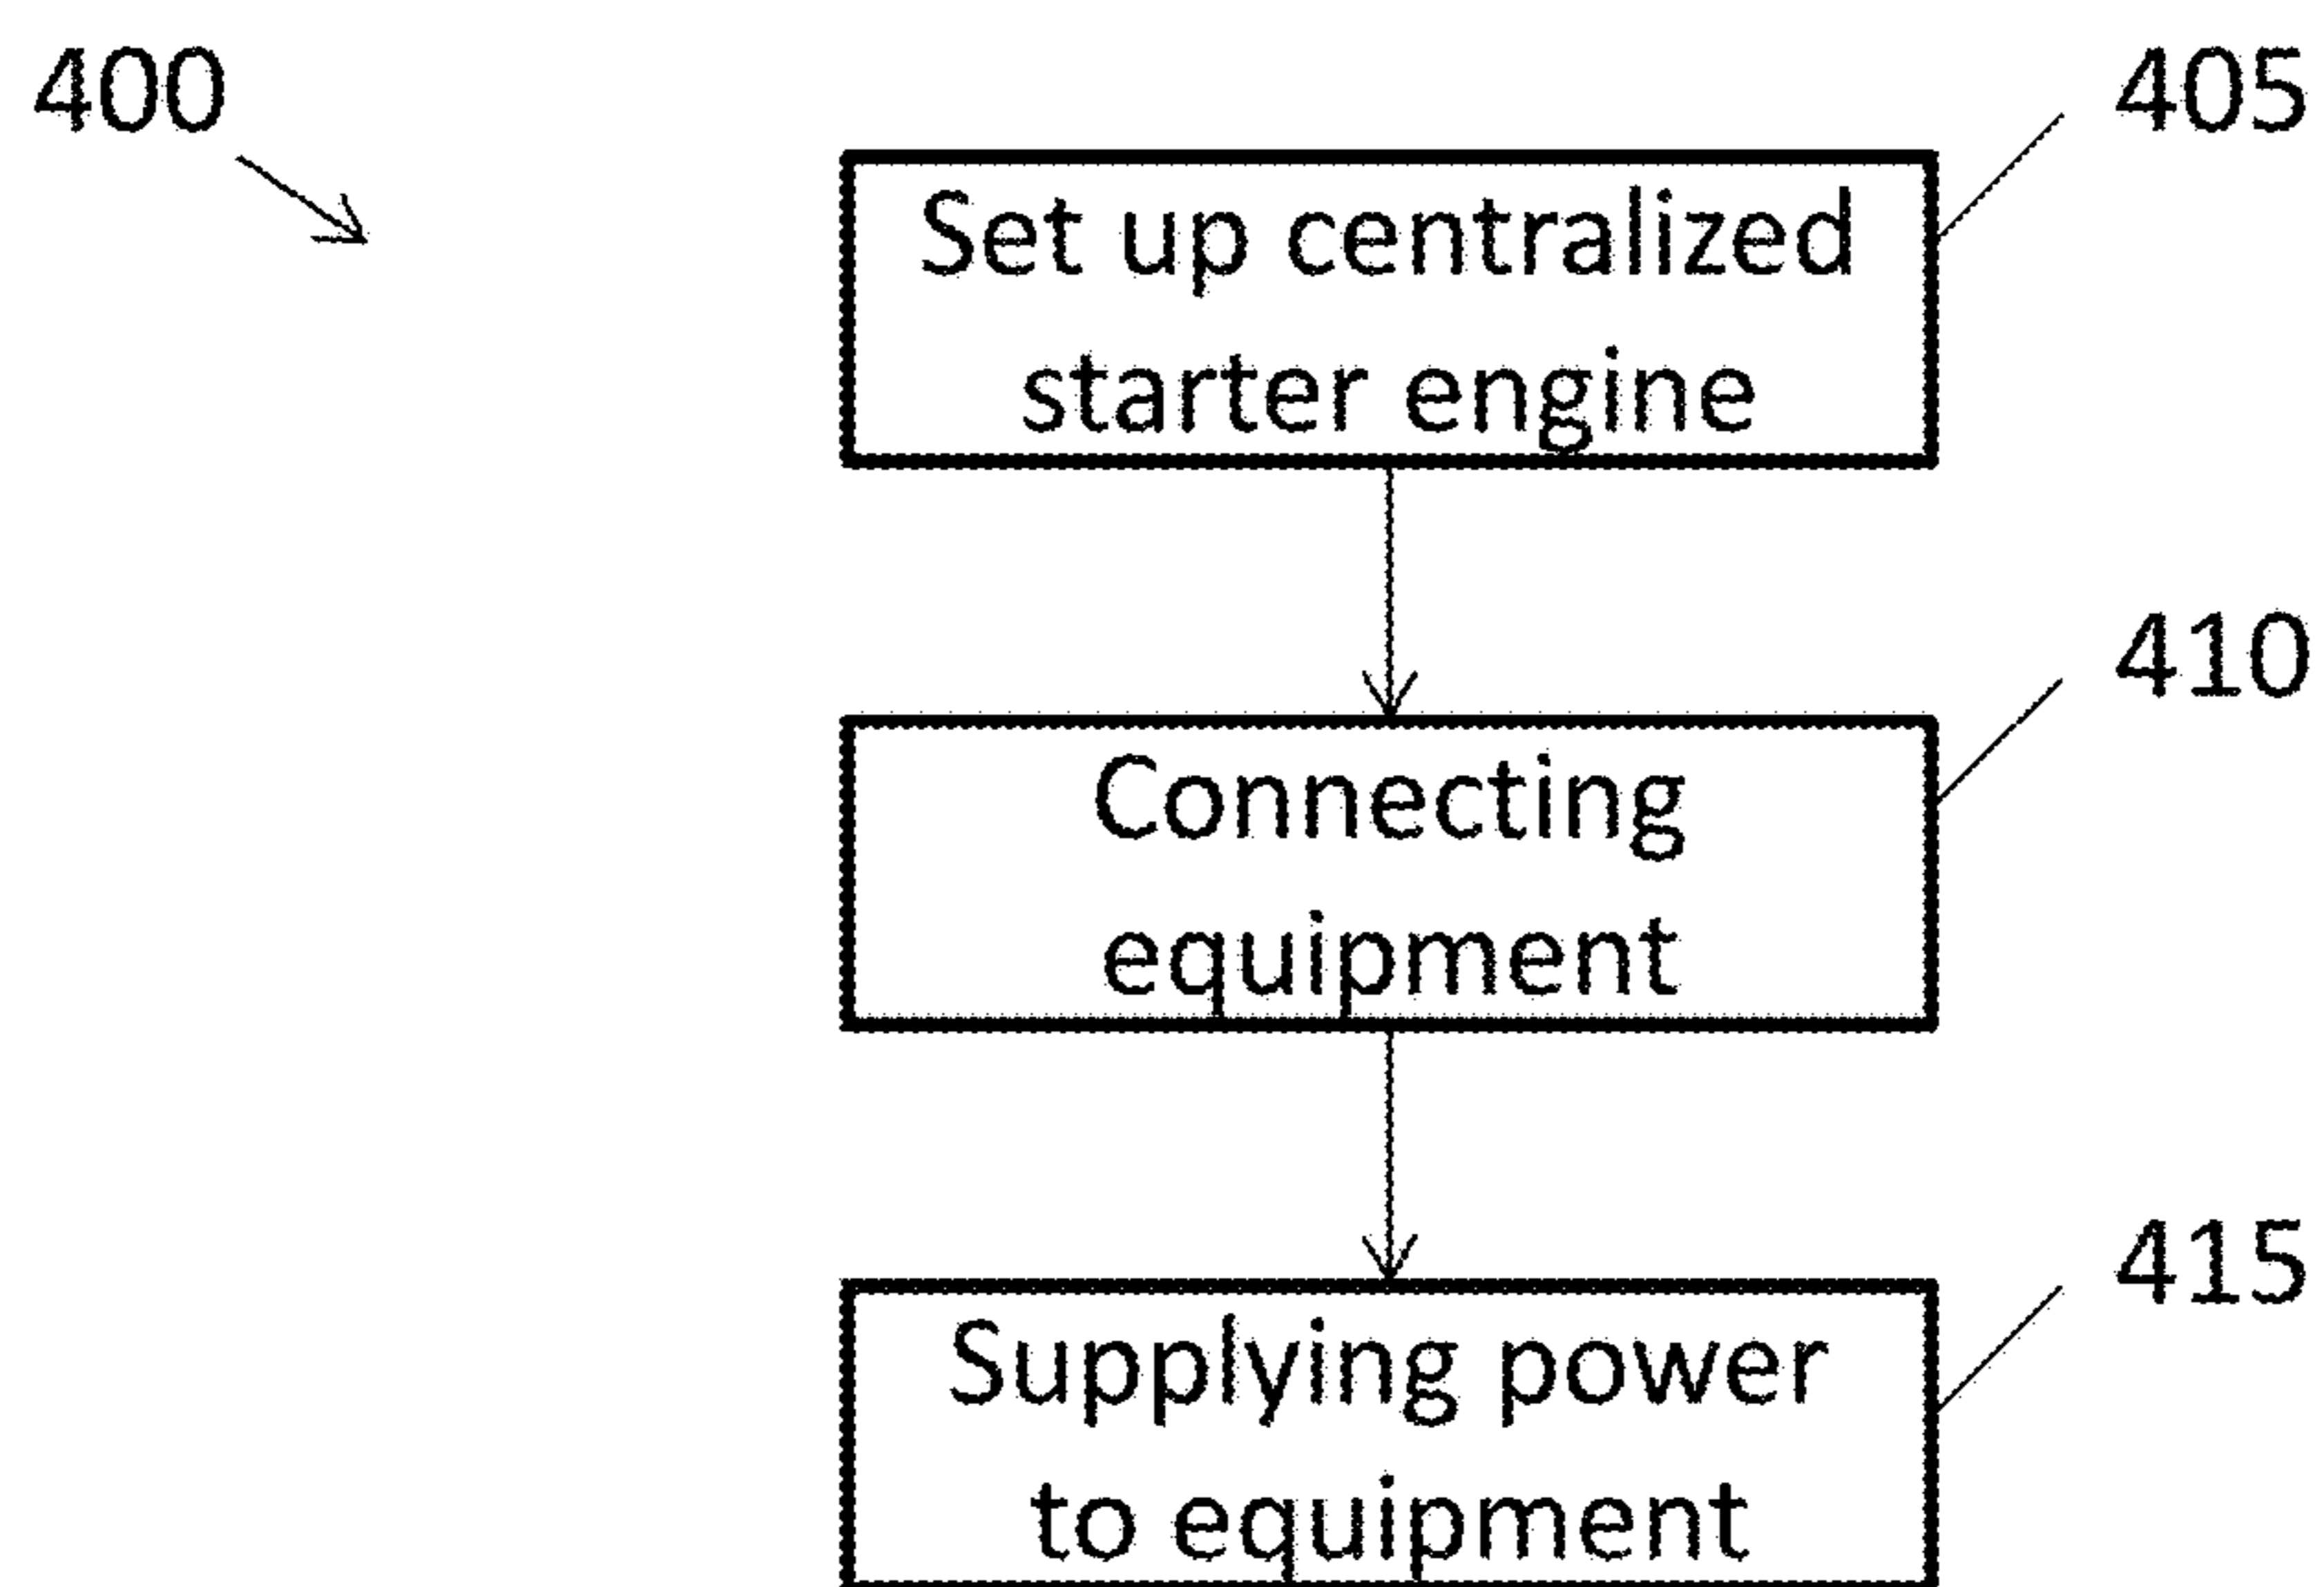 400
405
Set up centralized
starter engine
410
Connecting
equipment
415
Supplying power
to equipment